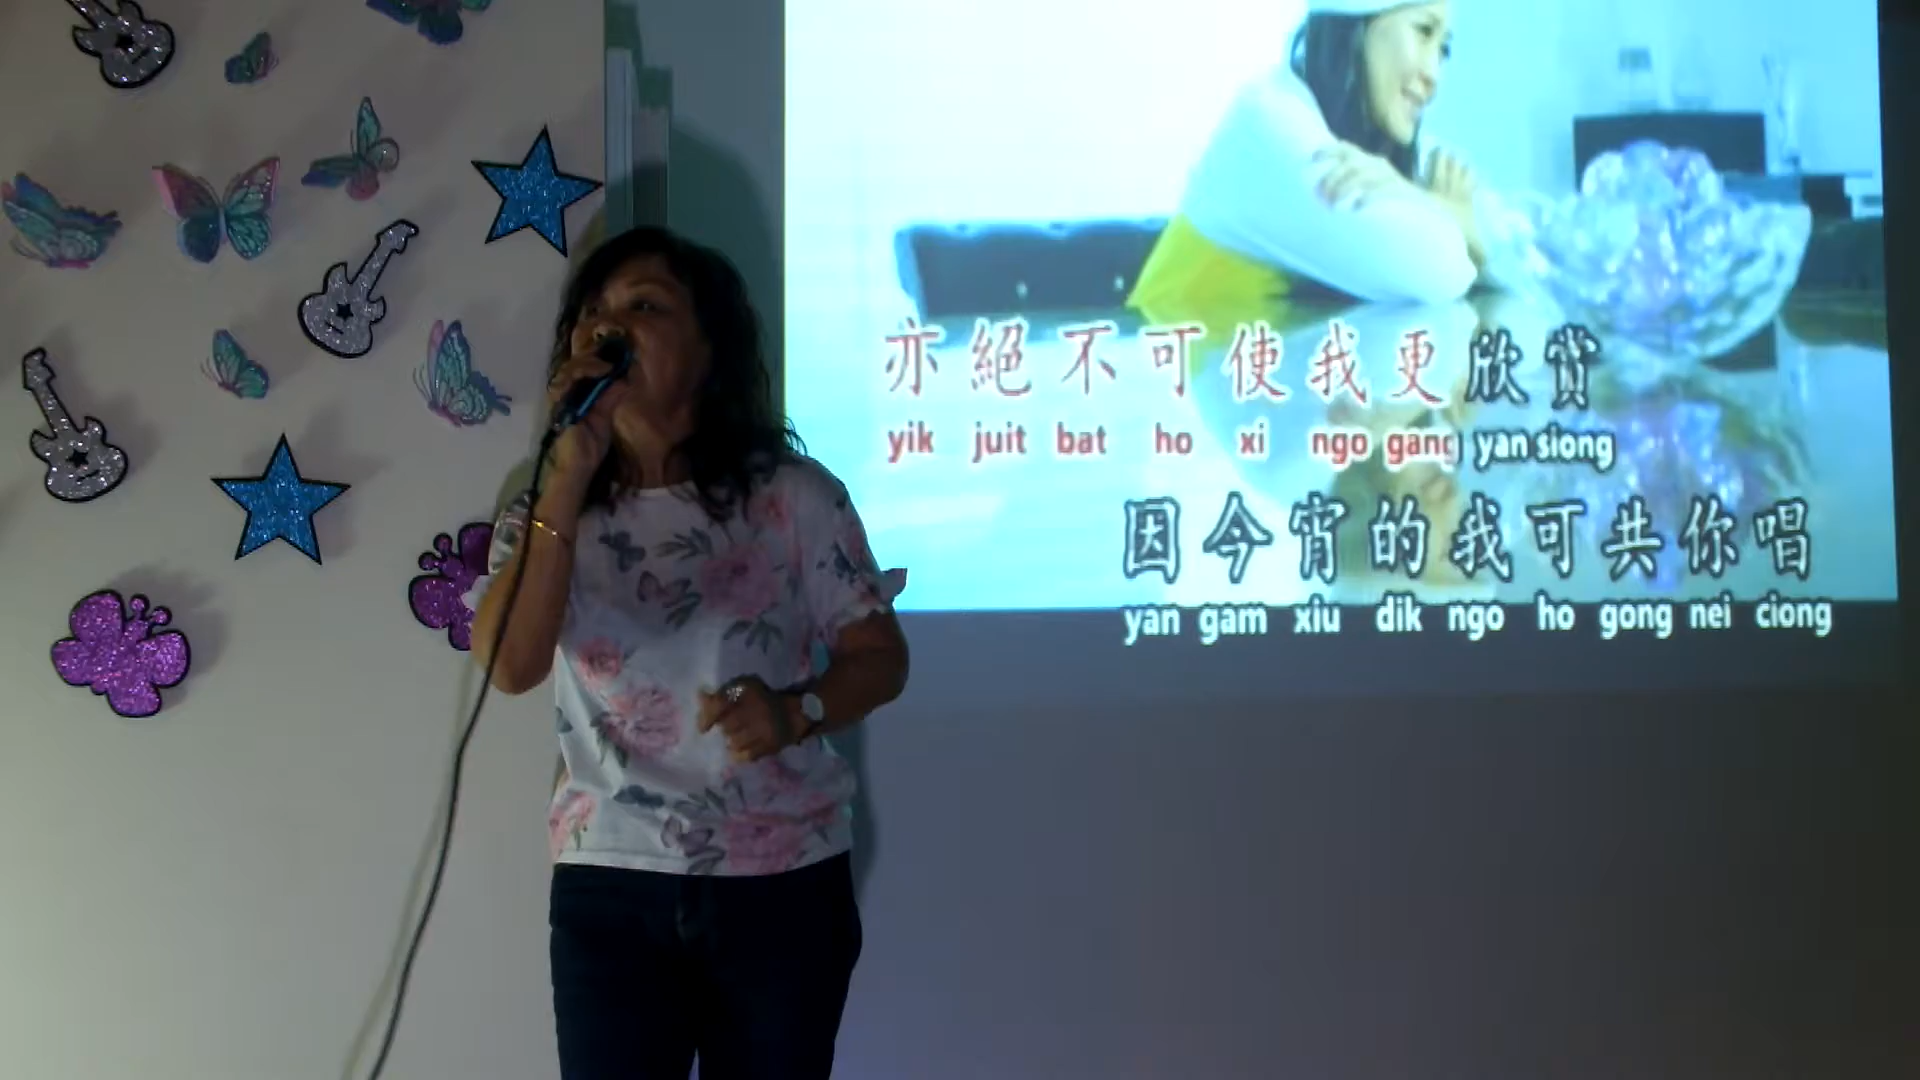 亦絕不可使我更欣賞
yik juit bat ho xi ngo gang yan siong
因今宵的我可共你唱
yan gam xiu dik ngo ho gong nei ciong